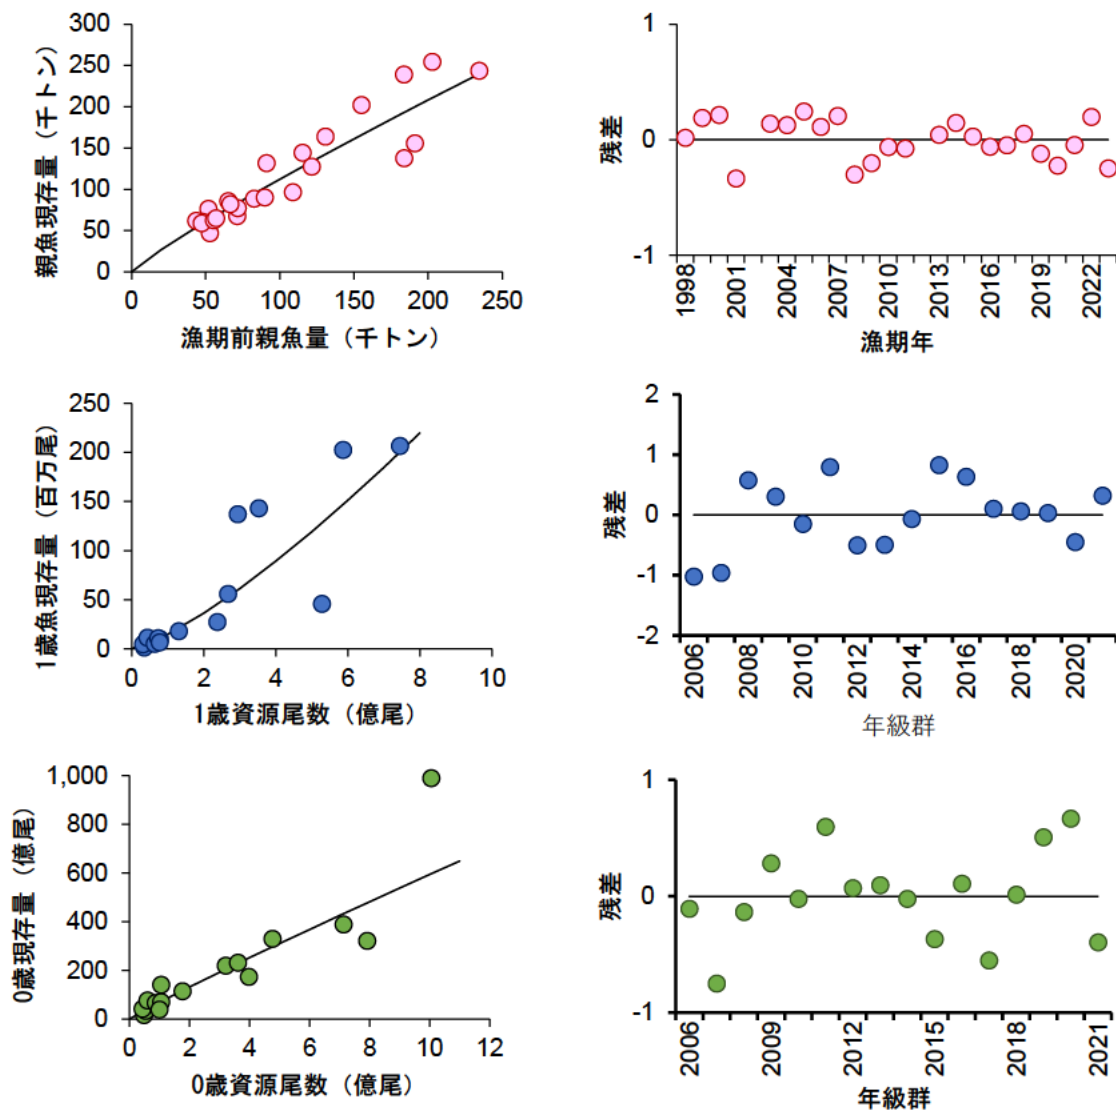 300
250
200
150
100
50
0
親魚現存量（千トン）
0 50 100 150 200 250
漁期前親魚量（千トン）
1
0
-1
残差
1998 2001 2004 2007 2010 2013 2016 2019 2022
漁期年
250
200
150
100
50
0
1歳魚現存量（百万尾）
0 2 4 6 8 10
1歳資源尾数（億尾）
2
1
0
-1
-2
残差
2006 2008 2010 2012 2014 2016 2018 2020
年級群
1,000
800
600
400
200
0
0歳現存量（億尾）
0 2 4 6 8 10 12
0歳資源尾数（億尾）
1
0
-1
残差
2006 2009 2012 2015 2018 2021
年級群